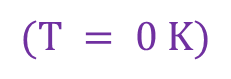 (T = 0 K)